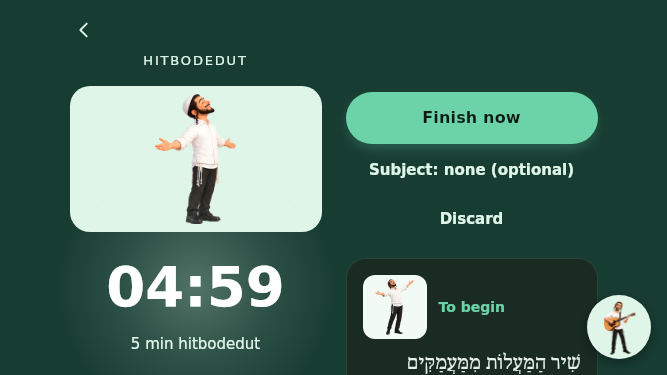 HITBODEDUT
04:59
5 min hitbodedut
Finish now
Subject: none (optional)
Discard
To begin
שִׁיר הַמַּעֲלוֹת מִמַּעֲמַקִּים